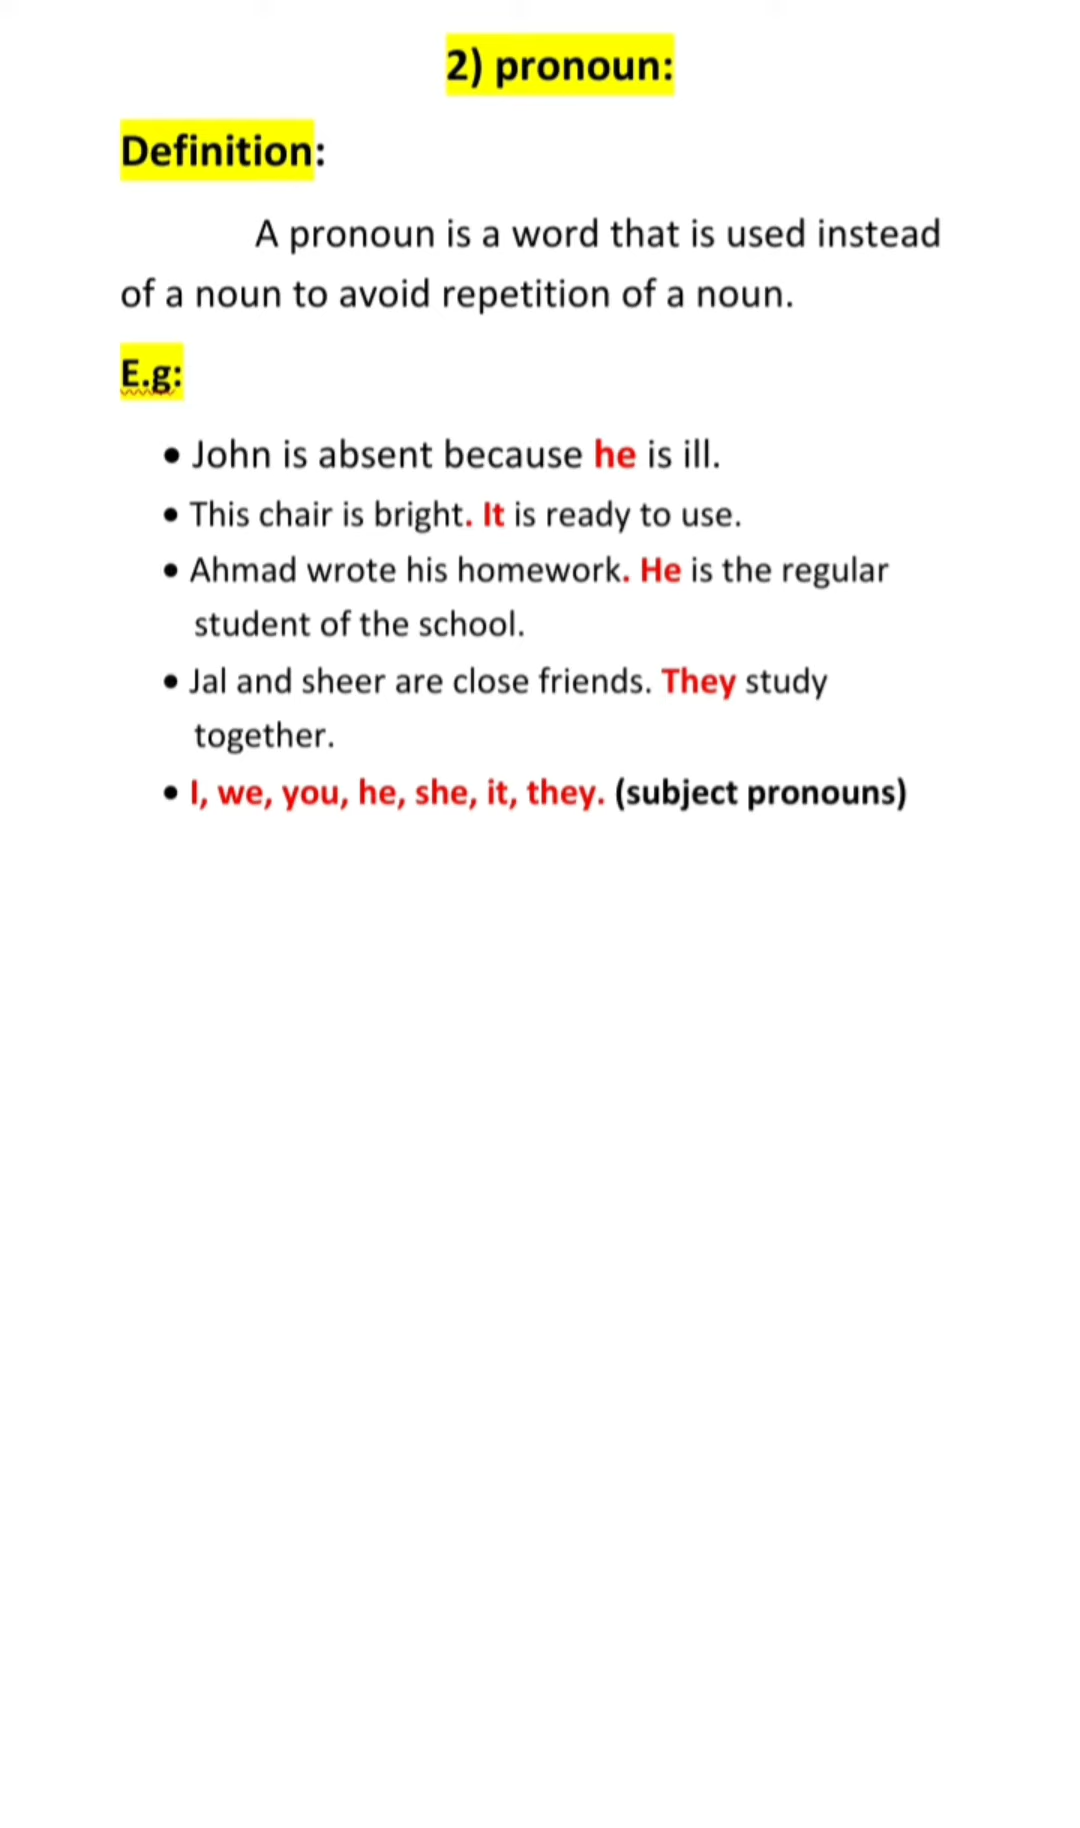 2) pronoun:
Definition:
A pronoun is a word that is used instead
of a noun to avoid repetition of a noun.
E.g:
• John is absent because he is ill.
• This chair is bright. It is ready to use.
• Ahmad wrote his homework. He is the regular
student of the school.
• Jal and sheer are close friends. They study
together.
• I, we, you, he, she, it, they. (subject pronouns)